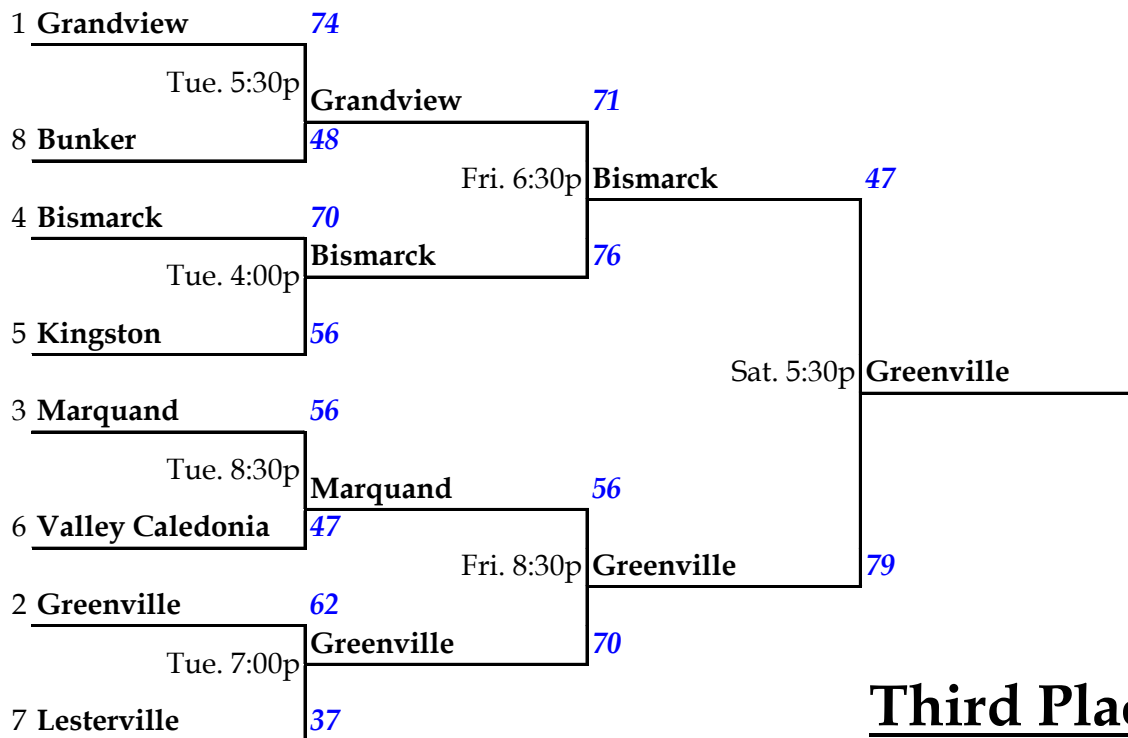 1 Grandview 74
Tue. 5:30p
Grandview 71
8 Bunker 48
Fri. 6:30p Bismarck 47
4 Bismarck 70
Bismarck 76
Tue. 4:00p
5 Kingston 56
Sat. 5:30p Greenville
3 Marquand 56
Tue. 8:30p
Marquand 56
6 Valley Caledonia 47
Fri. 8:30p Greenville 79
2 Greenville 62
Greenville 70
Tue. 7:00p
7 Lesterville 37
Third Plac